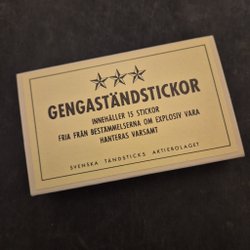 GENGASTÄNDSTICKOR
INNEHÅLLER 15 STICKOR
FRIA FRÅN BESTÄMMELSERNA OM EXPLOSIV VARA
HANTERAS VARSAMT
SVENSKA TÄNDSTICKS AKTIEBOLAGET